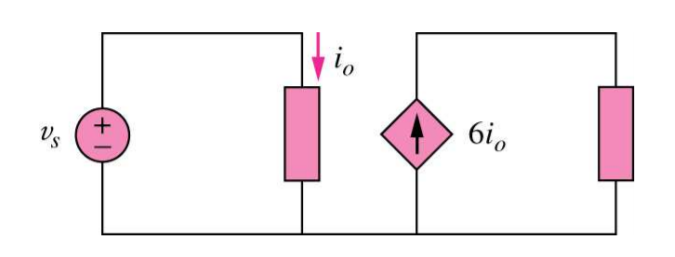 i_o
v_s + − 6i_o